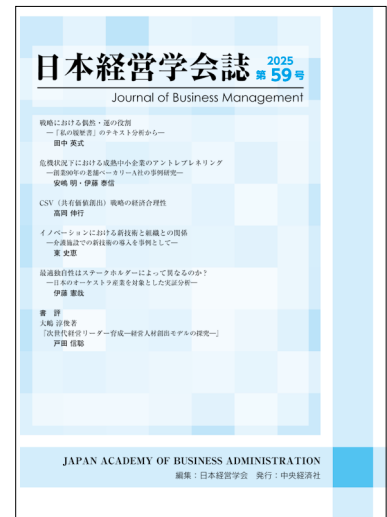 日本経営学会誌
2025
第59号
Journal of Business Management
戦略における偶然・運の役割
―「私の履歴書」のテキスト分析から―
田中 英式
危機状況下における成熟中小企業のアントレプレナリング
―創業90年の老舗ベーカリーA社の事例研究―
安嶋 明・伊藤 泰信
CSV（共有価値創出）戦略の経済合理性
高岡 伸行
イノベーションにおける新技術と組織との関係
―介護施設での新技術の導入を事例として―
東 史恵
最適独自性はステークホルダーによって異なるのか？
―日本のオーケストラ産業を対象とした実証分析―
伊藤 憲哉
書　評
大嶋 淳俊著
『次世代経営リーダー育成―経営人材創出モデルの探究―』
戸田 信聡
JAPAN ACADEMY OF BUSINESS ADMINISTRATION
編集：日本経営学会　発行：中央経済社